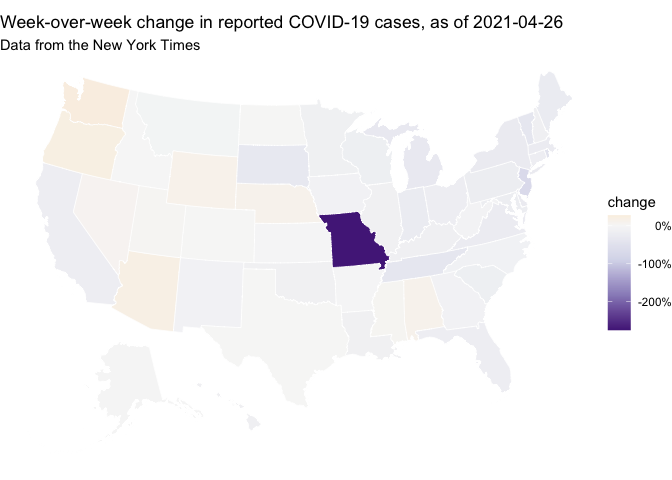 Week-over-week change in reported COVID-19 cases, as of 2021-04-26
Data from the New York Times
change
0%
-100%
-200%